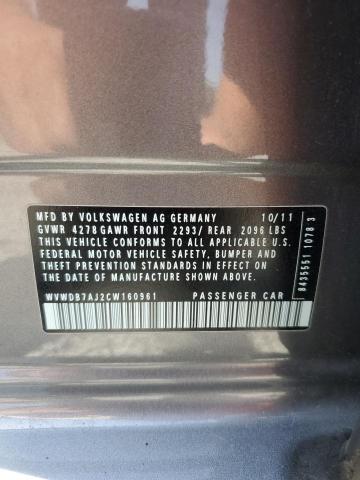 MFD BY VOLKSWAGEN AG GERMANY 10/11
GVWR 4278 GAWR FRONT 2293/ REAR 2096 LBS
THIS VEHICLE CONFORMS TO ALL APPLICABLE U.S.
FEDERAL MOTOR VEHICLE SAFETY, BUMPER AND
THEFT PREVENTION STANDARDS IN EFFECT ON
THE DATE OF MANUFACTURE SHOWN ABOVE
WVWDB7AJ2CW160961 PASSENGER CAR
8435551 1078 3